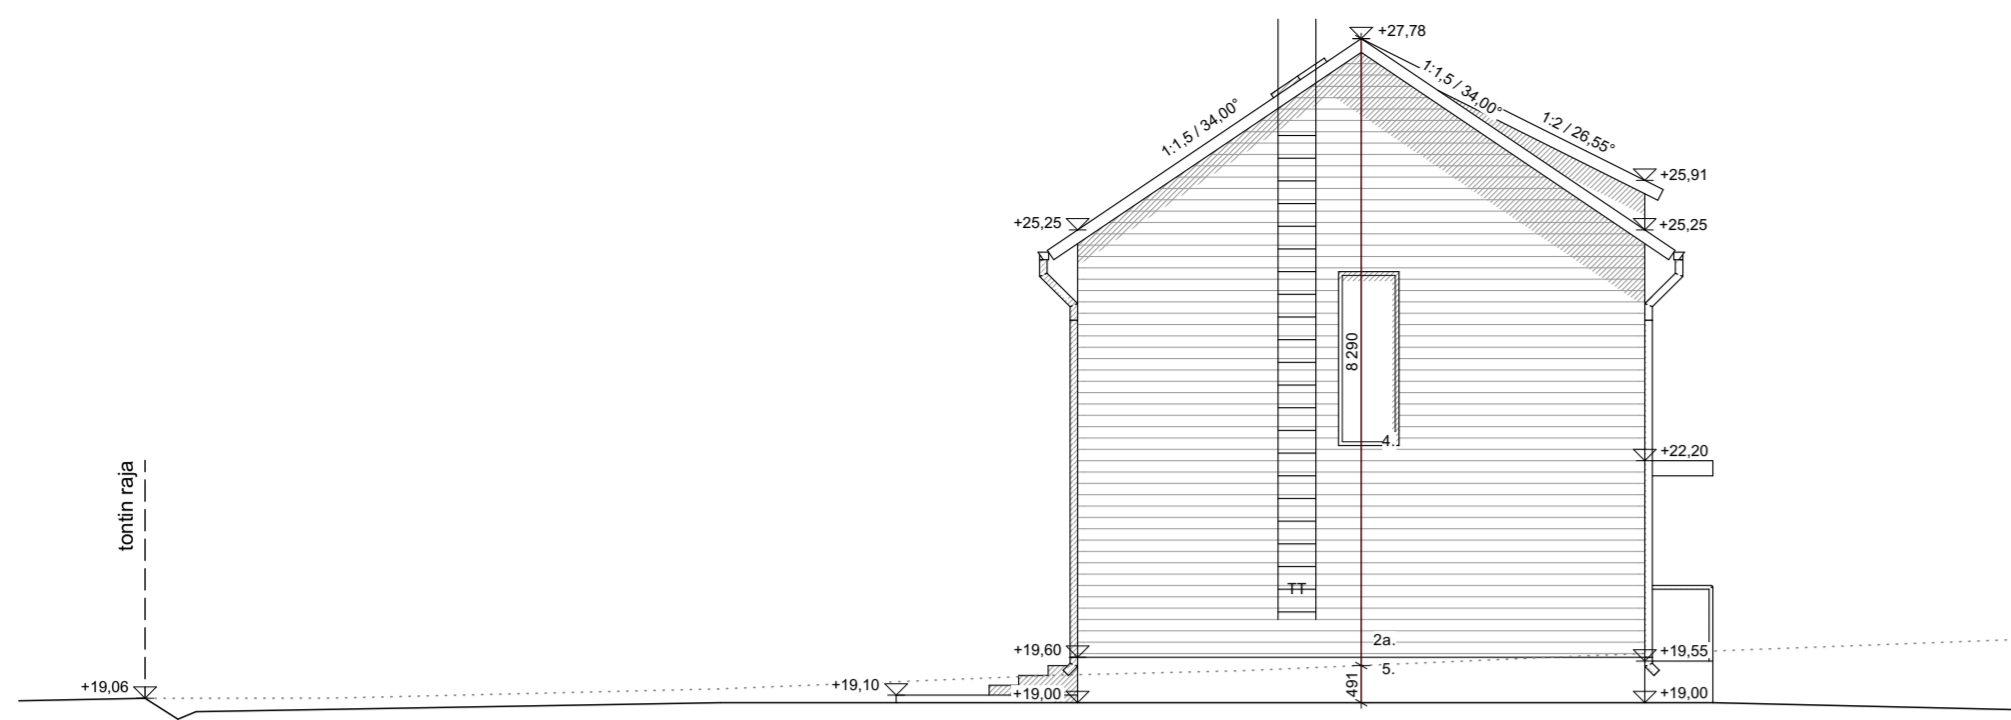 +27,78
1:1,5 / 34,00°
1:1,5 / 34,00°
1:2 / 26,55°
+25,91
+25,25
+25,25
8 290
4.
+22,20
tontin raja
TT
2a.
+19,60
+19,55
5.
+19,06
+19,10
+19,00
491
+19,00